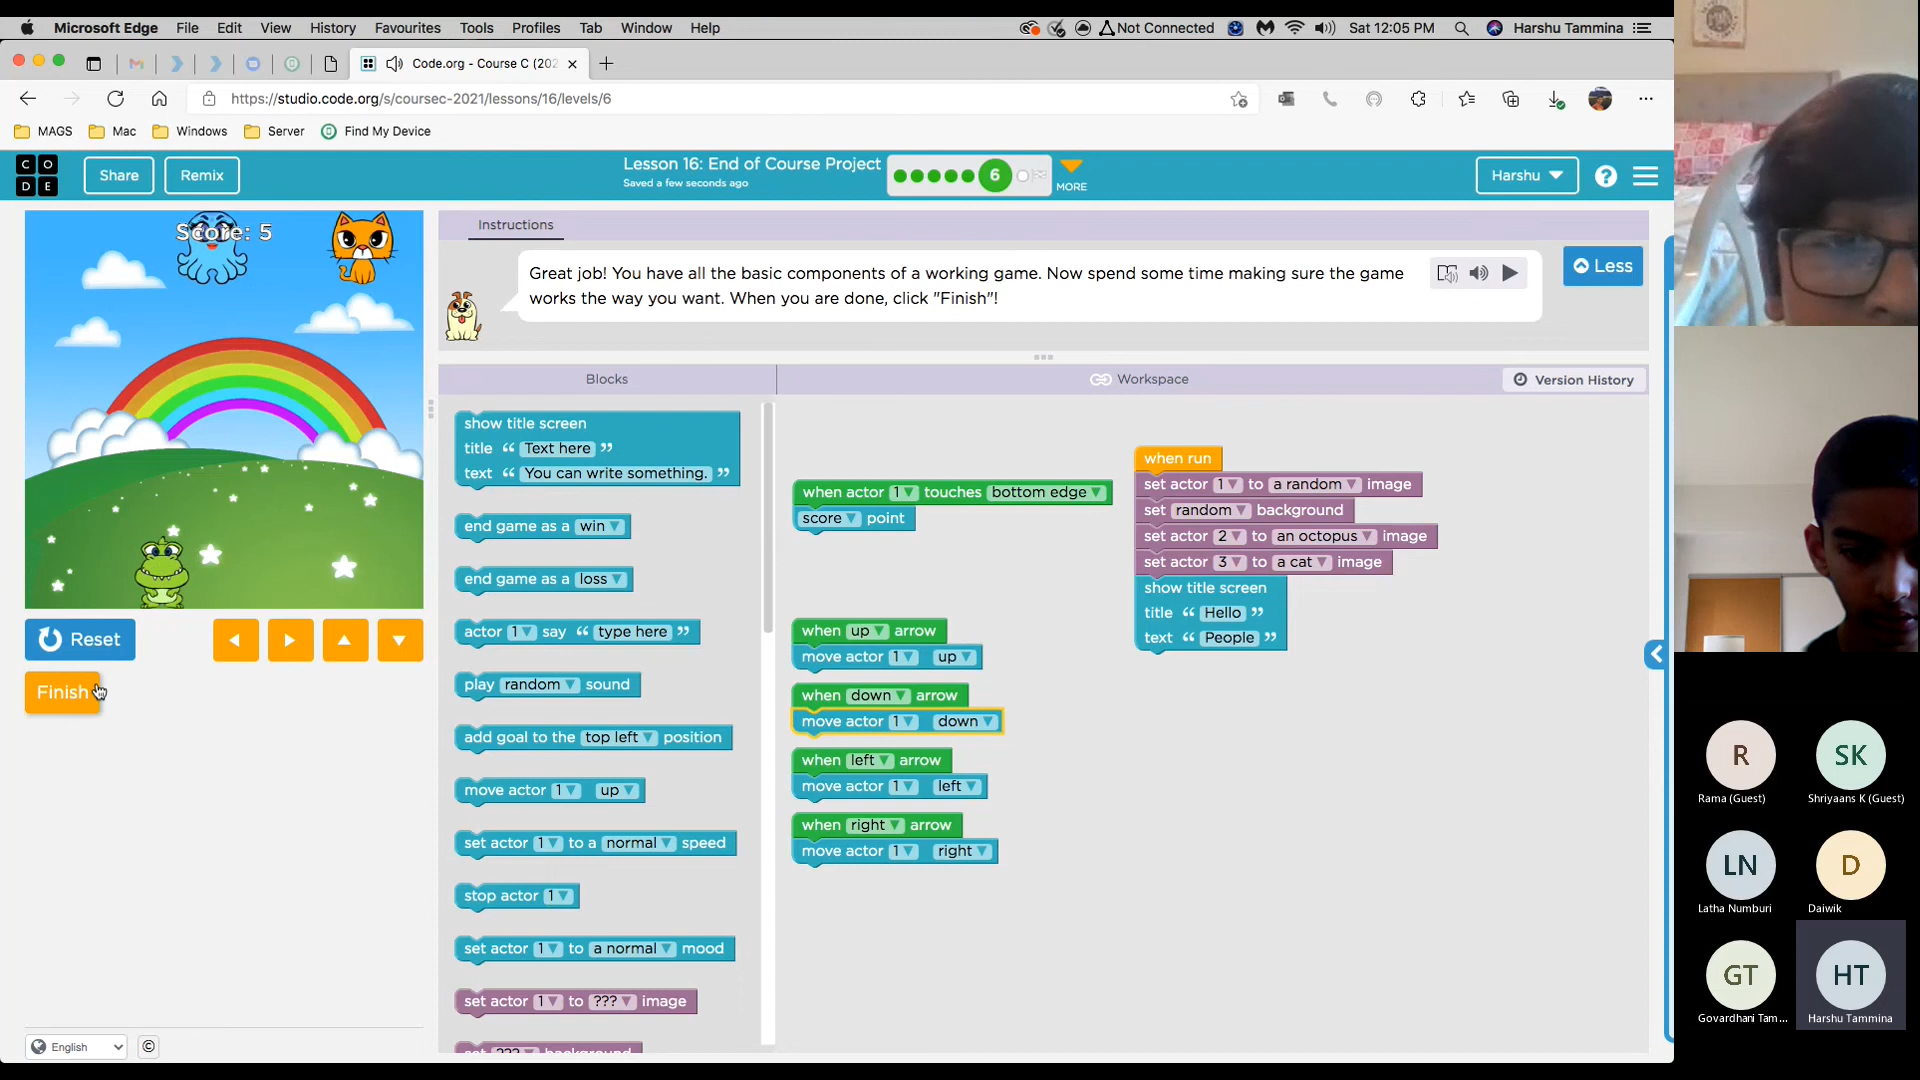 Microsoft Edge File Edit View History Favourites Tools Profiles Tab Window Help
Not Connected Sat 12:05 PM Harshu Tammina
Code.org - Course C (202
https://studio.code.org/s/coursec-2021/lessons/16/levels/6
MAGS Mac Windows Server Find My Device
C O D E
Share
Remix
Lesson 16: End of Course Project
Saved a few seconds ago
6
MORE
Harshu
?
Score: 5
Instructions
Great job! You have all the basic components of a working game. Now spend some time making sure the game
works the way you want. When you are done, click "Finish"!
Less
Reset
Finish
English
©
Blocks
Workspace
Version History
show title screen
title “ Text here ”
text “ You can write something. ”
end game as a win
end game as a loss
actor 1 say “ type here ”
play random sound
add goal to the top left position
move actor 1 up
set actor 1 to a normal speed
stop actor 1
set actor 1 to a normal mood
set actor 1 to ??? image
set ??? background
when actor 1 touches bottom edge
score point
when up arrow
move actor 1 up
when down arrow
move actor 1 down
when left arrow
move actor 1 left
when right arrow
move actor 1 right
when run
set actor 1 to a random image
set random background
set actor 2 to an octopus image
set actor 3 to a cat image
show title screen
title “ Hello ”
text “ People ”
R
Rama (Guest)
SK
Shriyaans K (Guest)
LN
Latha Numburi
D
Daiwik
GT
Govardhani Tam...
HT
Harshu Tammina